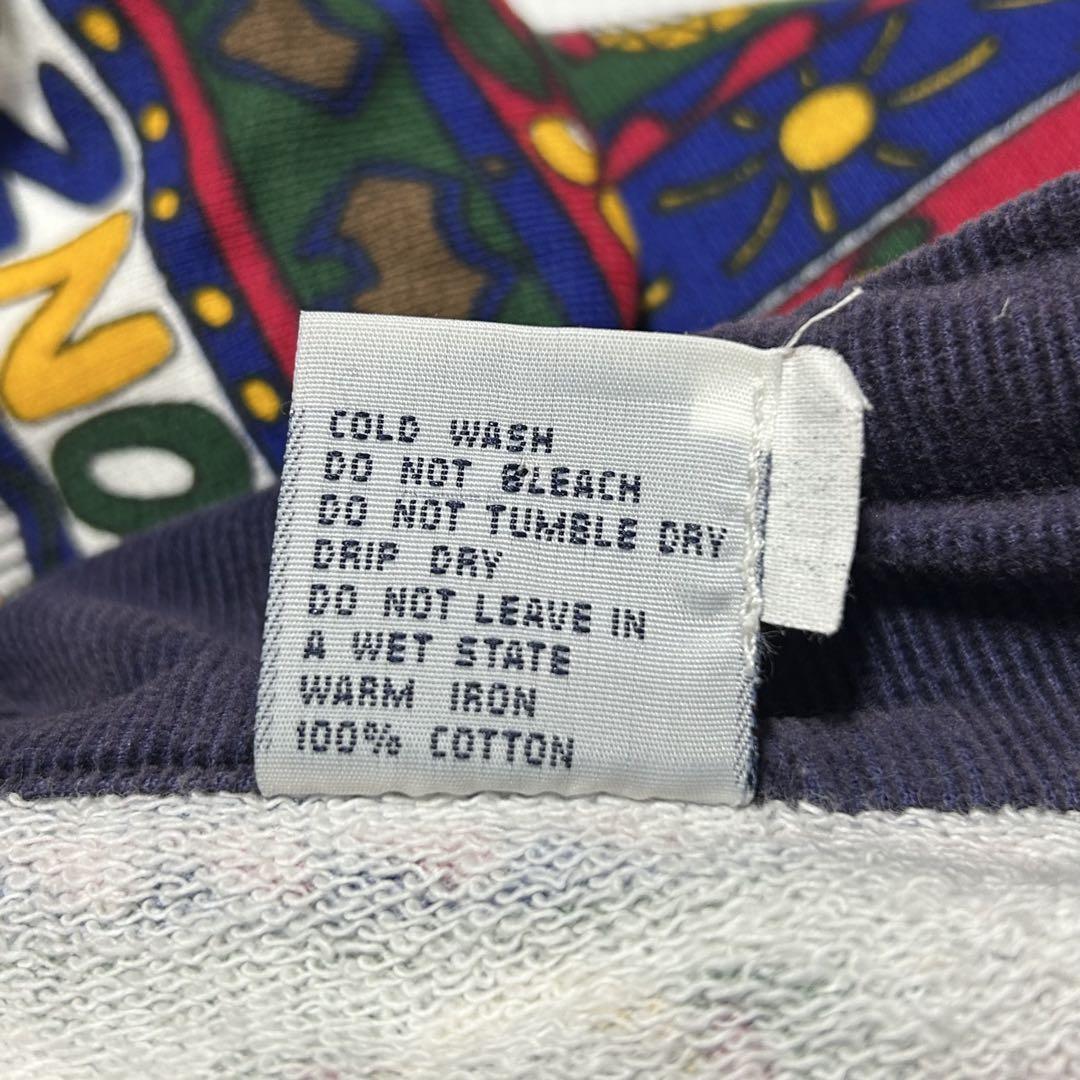 NO
COLD WASH
DO NOT BLEACH
DO NOT TUMBLE DRY
DRIP DRY
DO NOT LEAVE IN
A WET STATE
WARM IRON
100% COTTON